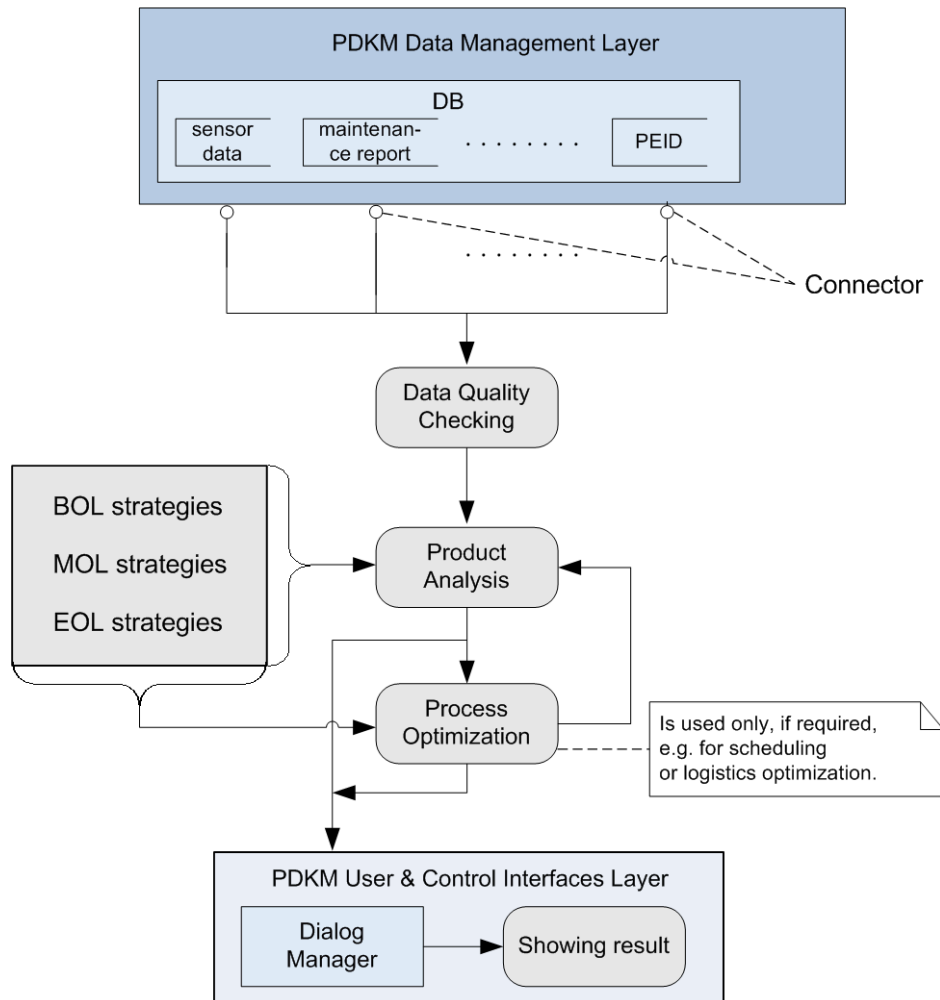 PDKM Data Management Layer
DB
sensor
data
maintenan-
ce report
. . . . . . . .
PEID
. . . . . . . .
Connector
Data Quality
Checking
BOL strategies
MOL strategies
EOL strategies
Product
Analysis
Process
Optimization
Is used only, if required,
e.g. for scheduling
or logistics optimization.
PDKM User & Control Interfaces Layer
Dialog
Manager
Showing result